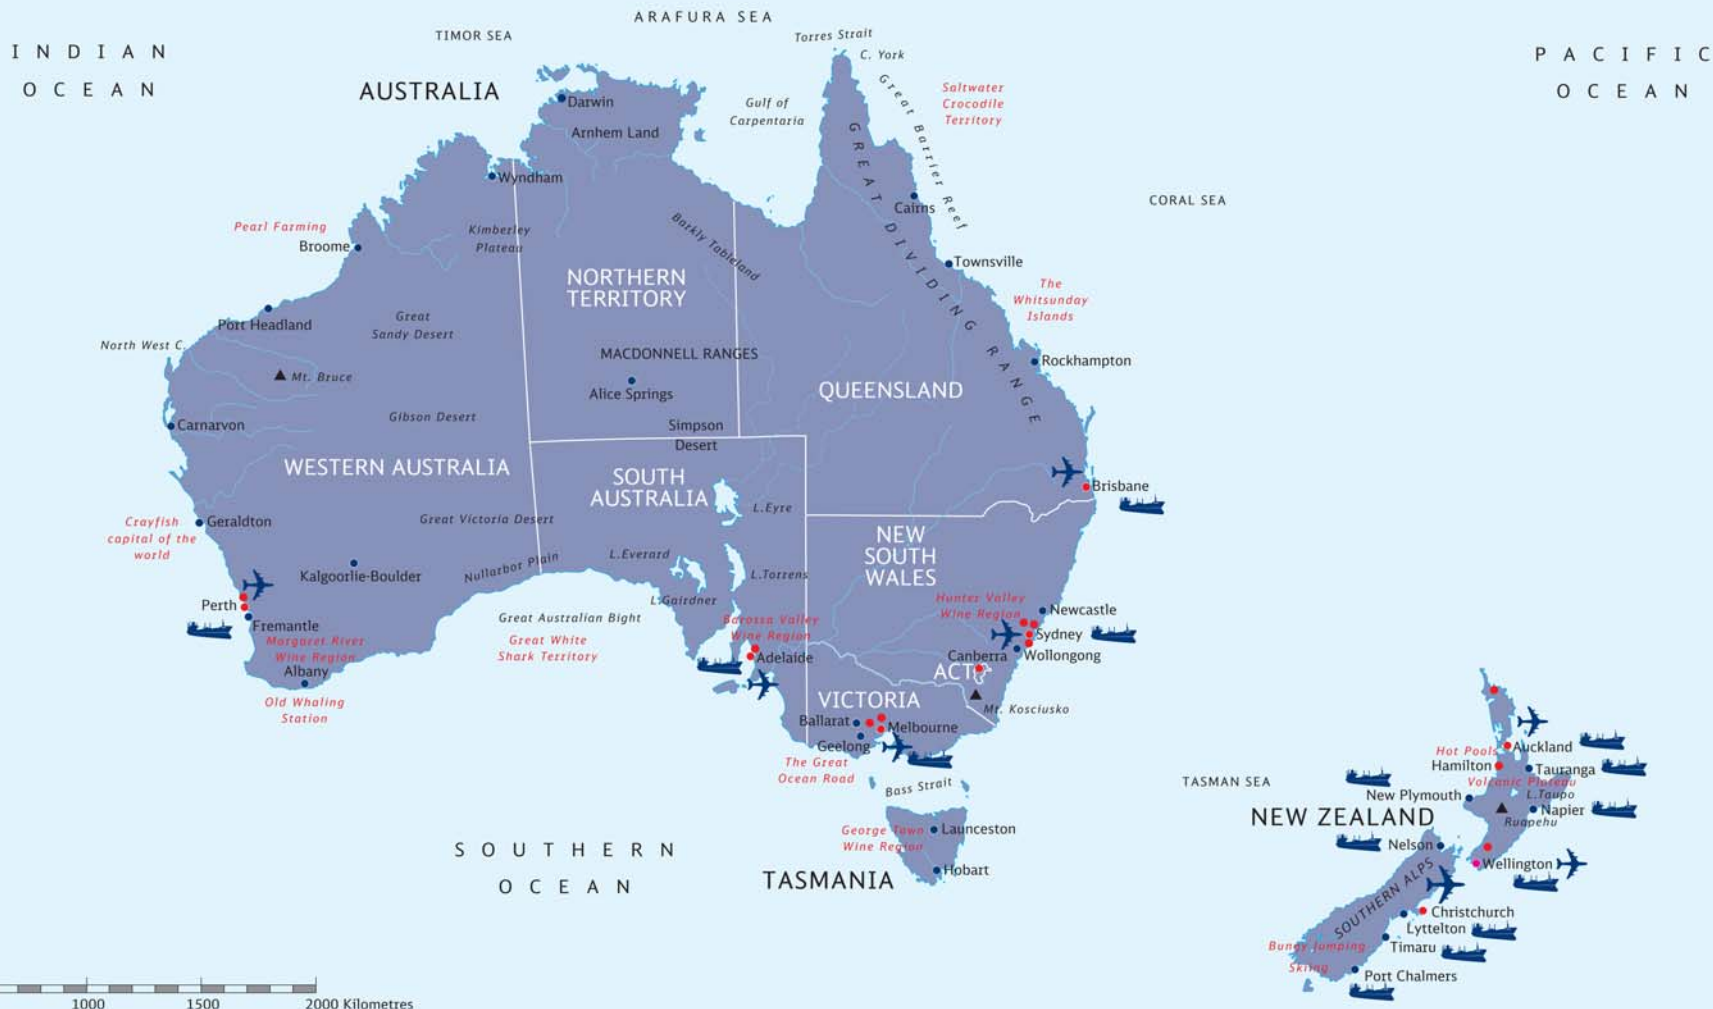 ARAFURA SEA
TIMOR SEA
Torres Strait
C. York
INDIAN
OCEAN
PACIFIC
OCEAN
AUSTRALIA
Darwin
Arnhem Land
Gulf of
Carpentaria
Great Barrier Reef
Saltwater
Crocodile
Territory
GREAT DIVIDING RANGE
Wyndham
CORAL SEA
Cairns
Pearl Farming
Broome
Kimberley
Plateau
Barkly Tableland
Townsville
NORTHERN
TERRITORY
The
Whitsunday
Islands
Port Headland
Great
Sandy Desert
North West C.
MACDONNELL RANGES
Rockhampton
Mt. Bruce
Alice Springs
QUEENSLAND
Gibson Desert
Carnarvon
Simpson
Desert
WESTERN AUSTRALIA
SOUTH
AUSTRALIA
Brisbane
L.Eyre
Geraldton
Great Victoria Desert
Crayfish
capital of the
world
NEW
SOUTH
WALES
L.Everard
Nullarbor Plain
L.Torrens
Kalgoorlie-Boulder
L.Gairdner
Perth
Fremantle
Hunter Valley
Wine Region
Newcastle
Great Australian Bight
Barossa Valley
Wine Region
Great White
Shark Territory
Sydney
Margaret River
Wine Region
Adelaide
Canberra
Wollongong
Albany
ACT
Old Whaling
Station
VICTORIA
Mt. Kosciusko
Ballarat
Melbourne
Geelong
The Great
Ocean Road
Bass Strait
TASMAN SEA
Hot Pools
Auckland
Hamilton
Tauranga
Volcanic Plateau
New Plymouth
L.Taupo
Napier
NEW ZEALAND
Ruapehu
George Town
Wine Region
Launceston
Nelson
SOUTHERN
OCEAN
Wellington
Hobart
TASMANIA
SOUTHERN ALPS
Christchurch
Lyttelton
Bungy Jumping
Timaru
Skiing
Port Chalmers
1000 1500 2000 Kilometres